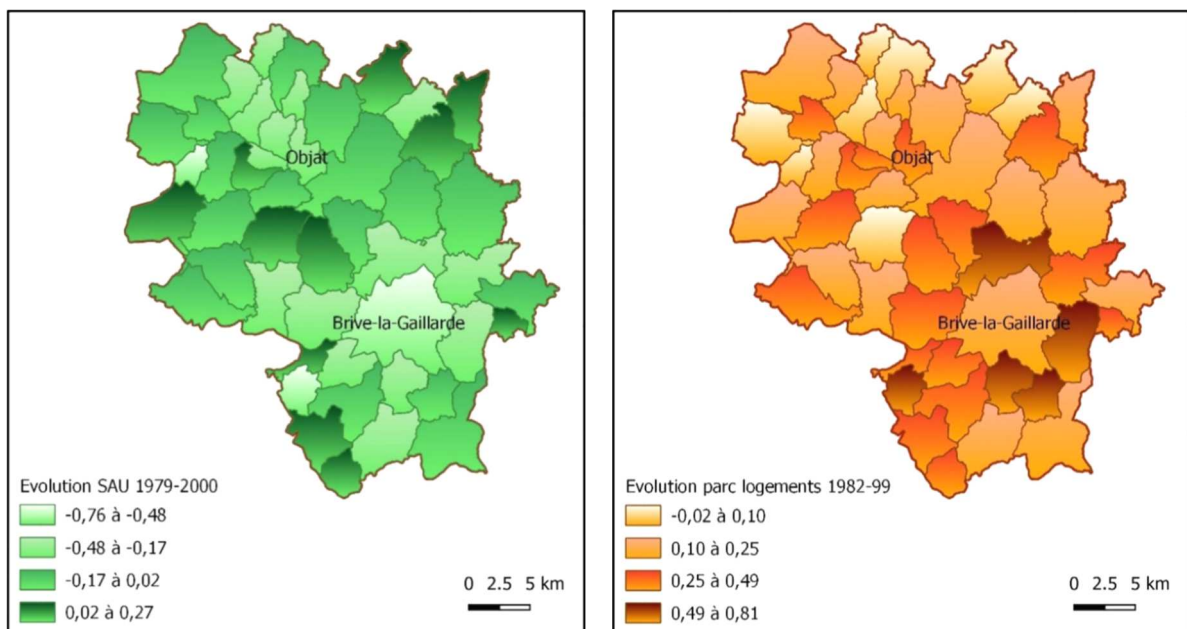 Objat
Brive-la-Gaillarde
Evolution SAU 1979-2000
-0,76 à -0,48
-0,48 à -0,17
-0,17 à 0,02
0,02 à 0,27
0 2.5 5 km
Objat
Brive-la-Gaillarde
Evolution parc logements 1982-99
-0,02 à 0,10
0,10 à 0,25
0,25 à 0,49
0,49 à 0,81
0 2.5 5 km